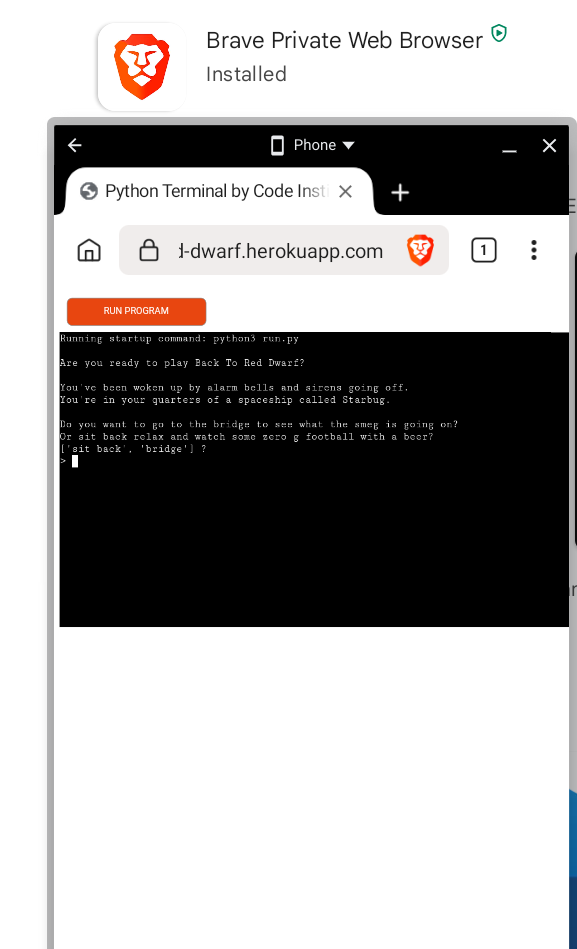 Brave Private Web Browser
Installed
Phone
Python Terminal by Code Insti
d-dwarf.herokuapp.com
1
RUN PROGRAM
Running startup command: python3 run.py
Are you ready to play Back To Red Dwarf?
You've been woken up by alarm bells and sirens going off.
You're in your quarters of a spaceship called Starbug.
Do you want to go to the bridge to see what the smeg is going on?
Or sit back relax and watch some zero g football with a beer?
['sit back', 'bridge'] ?
>